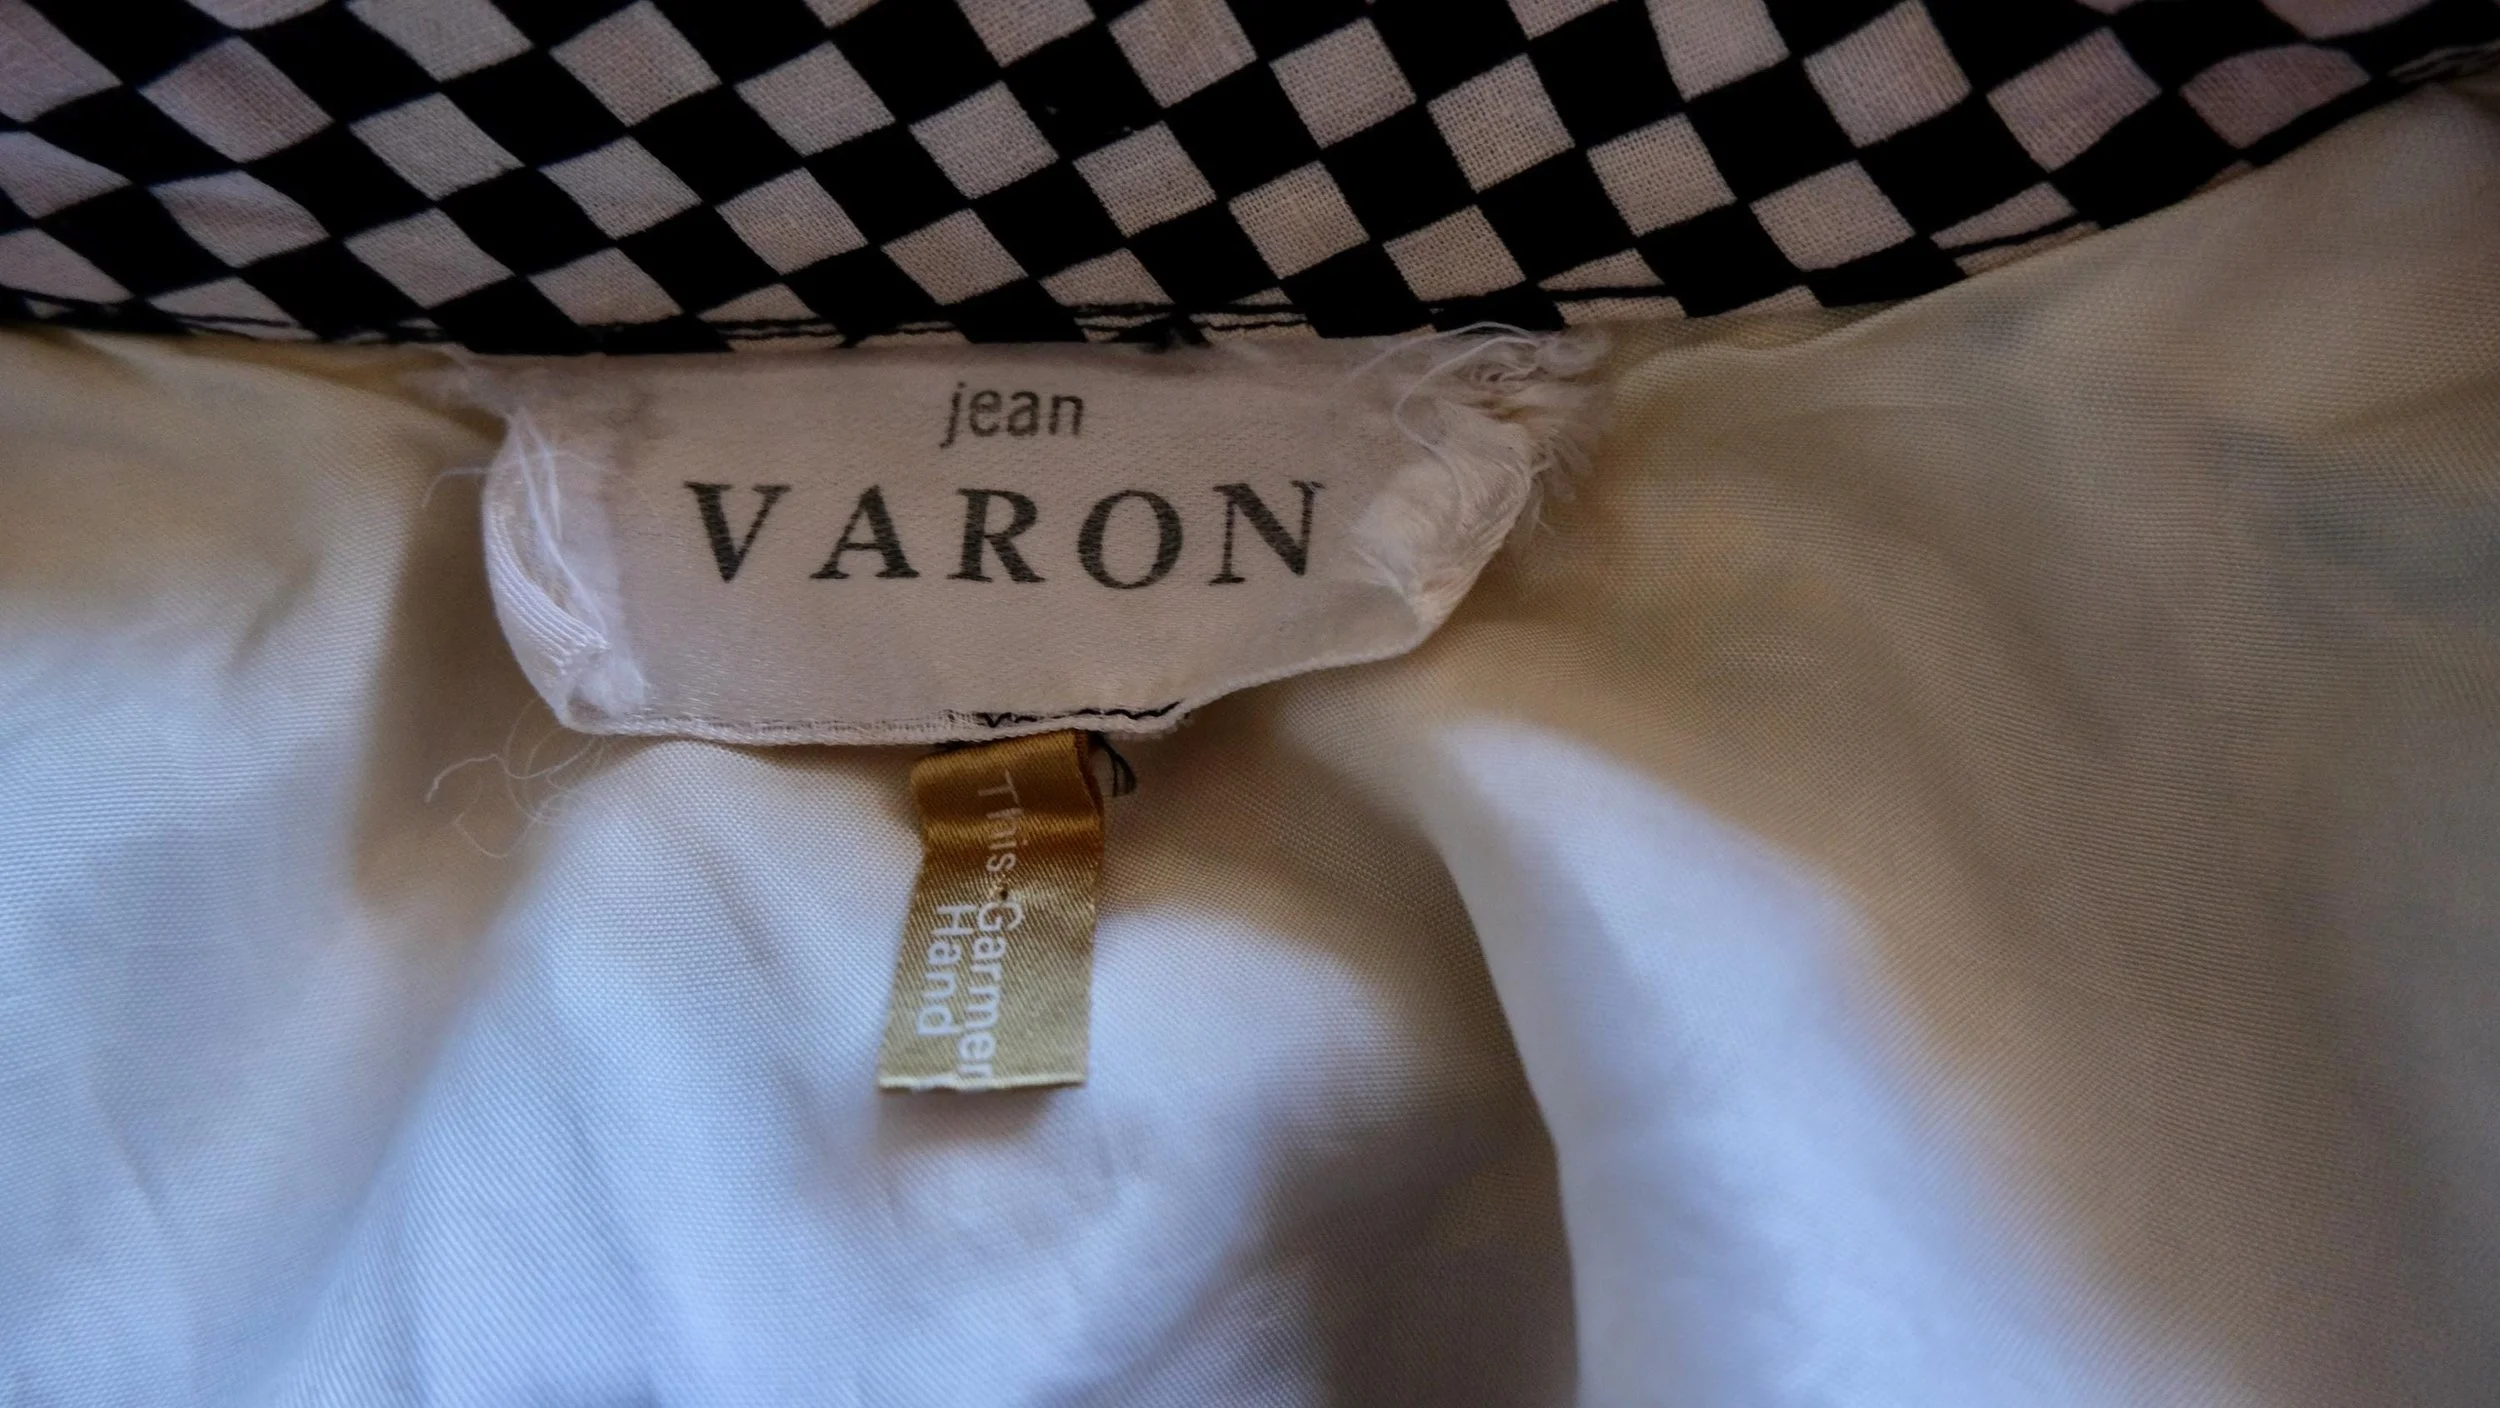 jean
VARON
This Garmen
Hand